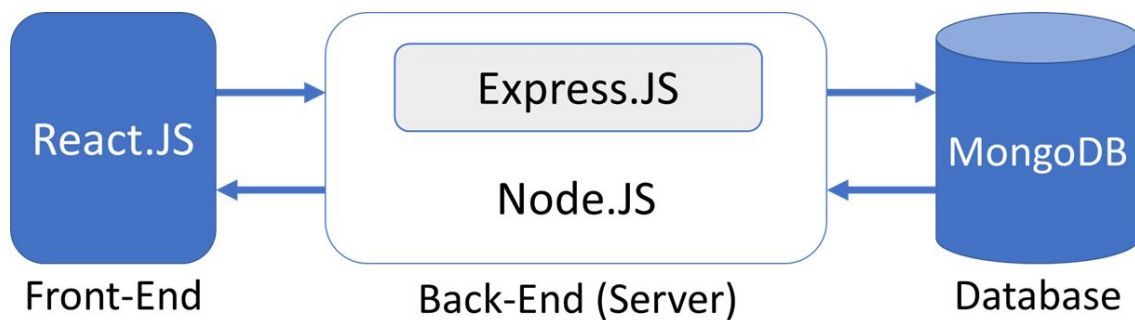 React.JS
Express.JS
Node.JS
MongoDB
Front-End
Back-End (Server)
Database